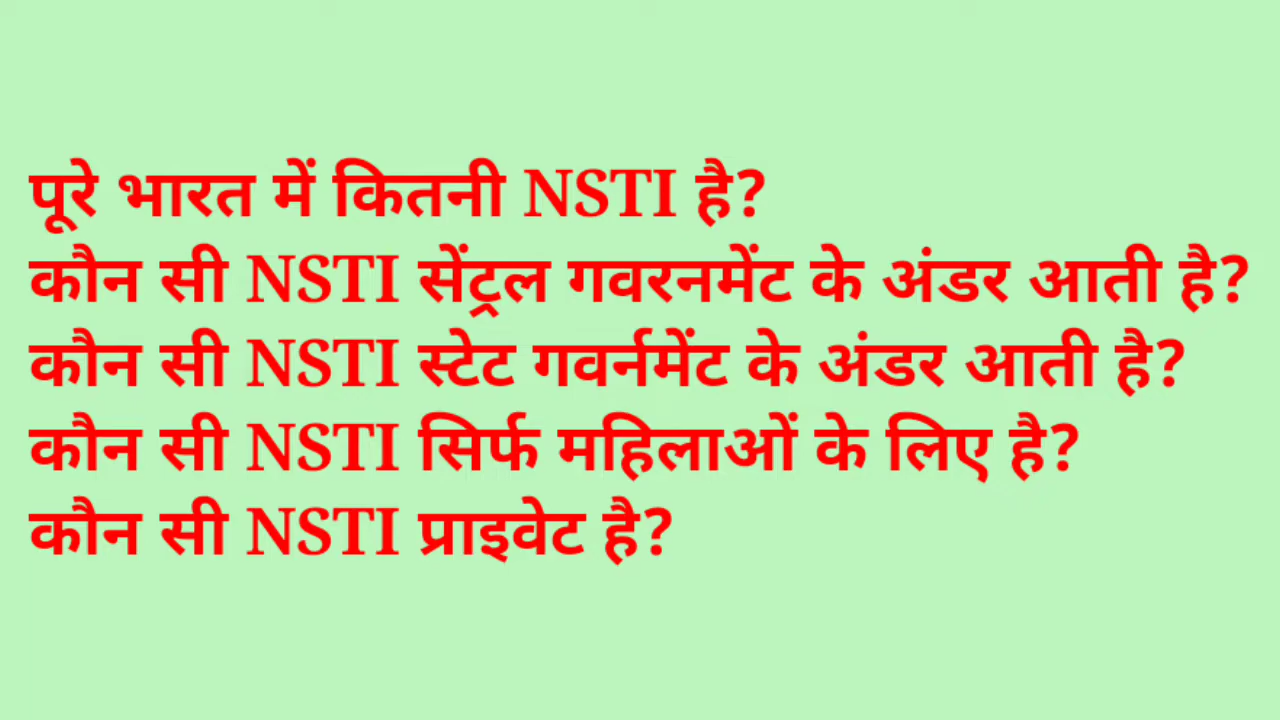 पूरे भारत में कितनी NSTI है?
कौन सी NSTI सेंट्रल गवरनमेंट के अंडर आती है?
कौन सी NSTI स्टेट गवर्नमेंट के अंडर आती है?
कौन सी NSTI सिर्फ महिलाओं के लिए है?
कौन सी NSTI प्राइवेट है?